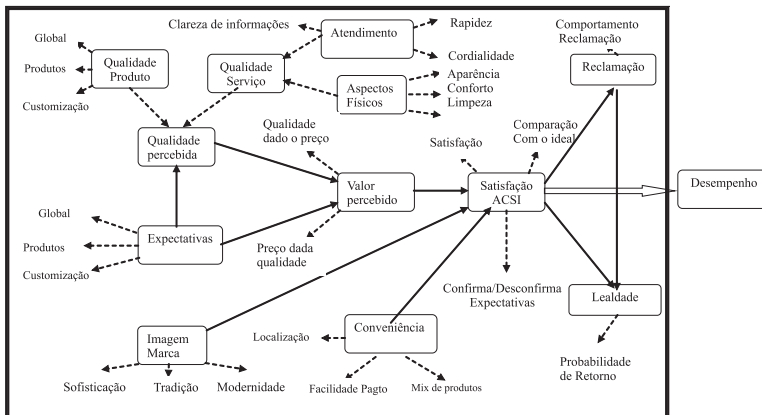 Clareza de informações
Atendimento
Rapidez
Cordialidade
Comportamento
Reclamação
Reclamação
Global
Produtos
Customização
Qualidade
Produto
Qualidade
Serviço
Aspectos
Físicos
Aparência
Conforto
Limpeza
Qualidade
percebida
Qualidade
dado o preço
Satisfação
Comparação
Com o ideal
Valor
percebido
Satisfação
ACSI
Desempenho
Global
Produtos
Customização
Expectativas
Preço dada
qualidade
Confirma/Desconfirma
Expectativas
Lealdade
Imagem
Marca
Localização
Conveniência
Probabilidade
de Retorno
Sofisticação
Tradição
Modernidade
Facilidade Pagto
Mix de produtos